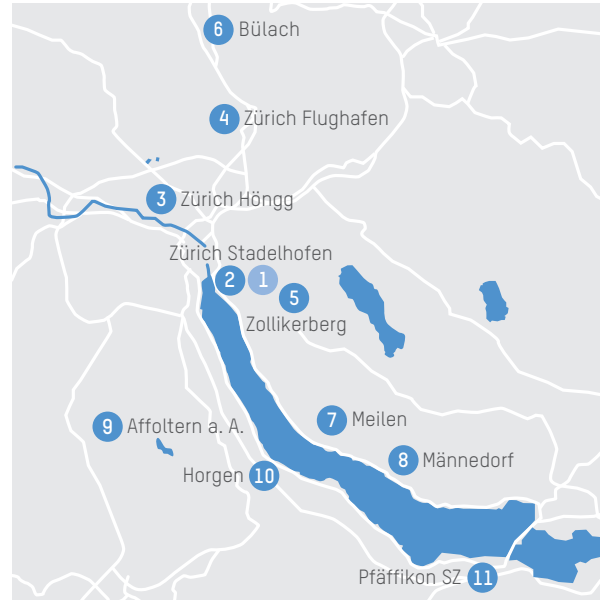 6 Bülach
4 Zürich Flughafen
3 Zürich Höngg
Zürich Stadelhofen
2 1
5
Zollikerberg
7 Meilen
9 Affoltern a. A.
8 Männedorf
Horgen 10
Pfäffikon SZ 11